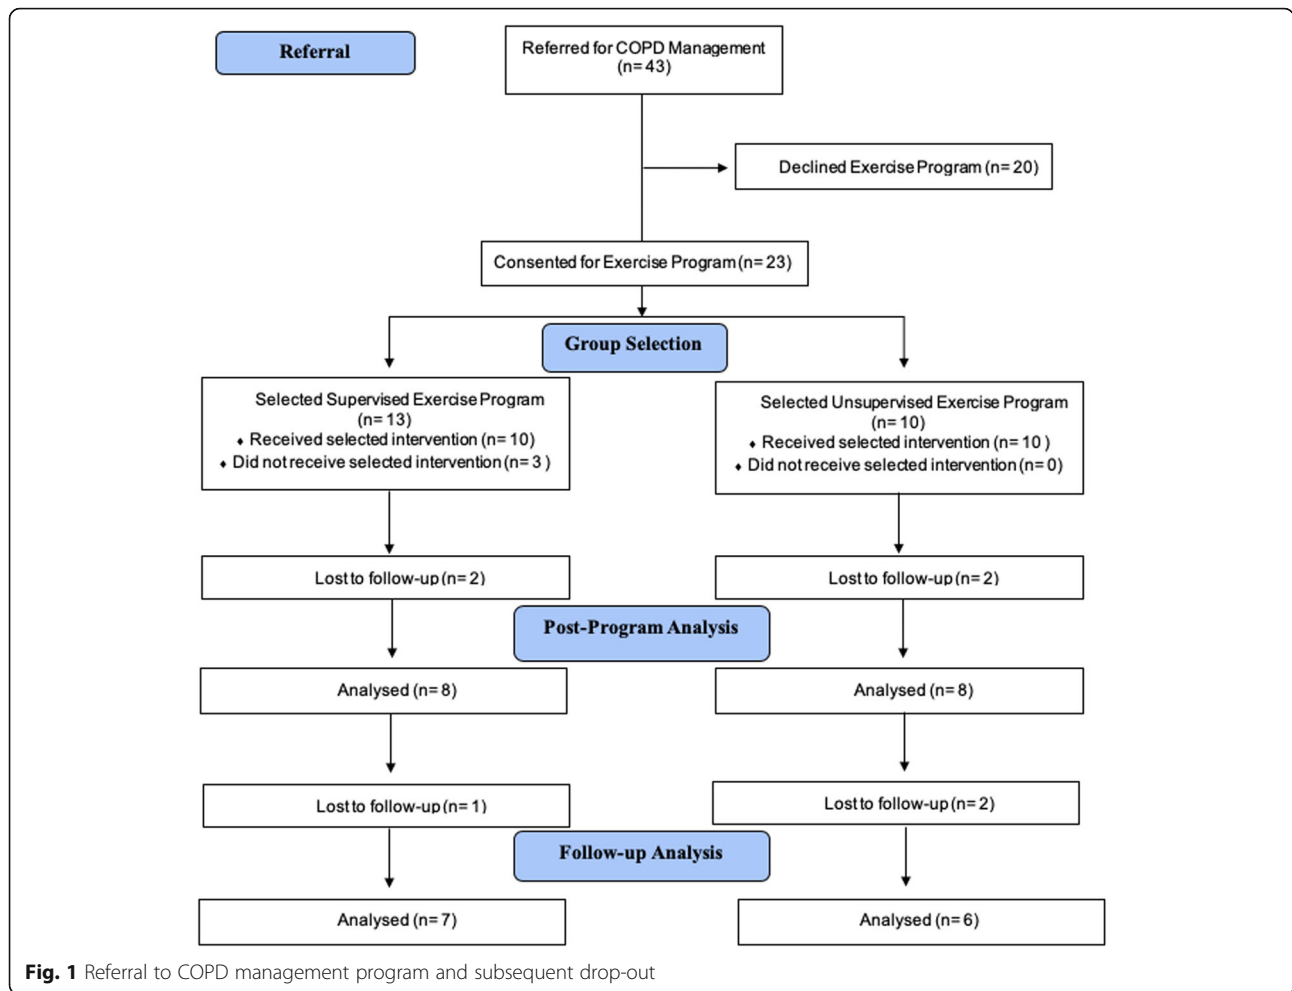 Referral
Referred for COPD Management
(n= 43)
Declined Exercise Program (n= 20)
Consented for Exercise Program (n= 23)
Group Selection
Selected Supervised Exercise Program
(n= 13)
♦ Received selected intervention (n= 10)
♦ Did not receive selected intervention (n= 3 )
Selected Unsupervised Exercise Program
(n= 10)
♦ Received selected intervention (n= 10 )
♦ Did not receive selected intervention (n= 0)
Lost to follow-up (n= 2)
Lost to follow-up (n= 2)
Post-Program Analysis
Analysed (n= 8)
Analysed (n= 8)
Lost to follow-up (n= 1)
Lost to follow-up (n= 2)
Follow-up Analysis
Analysed (n= 7)
Analysed (n= 6)
Fig. 1 Referral to COPD management program and subsequent drop-out